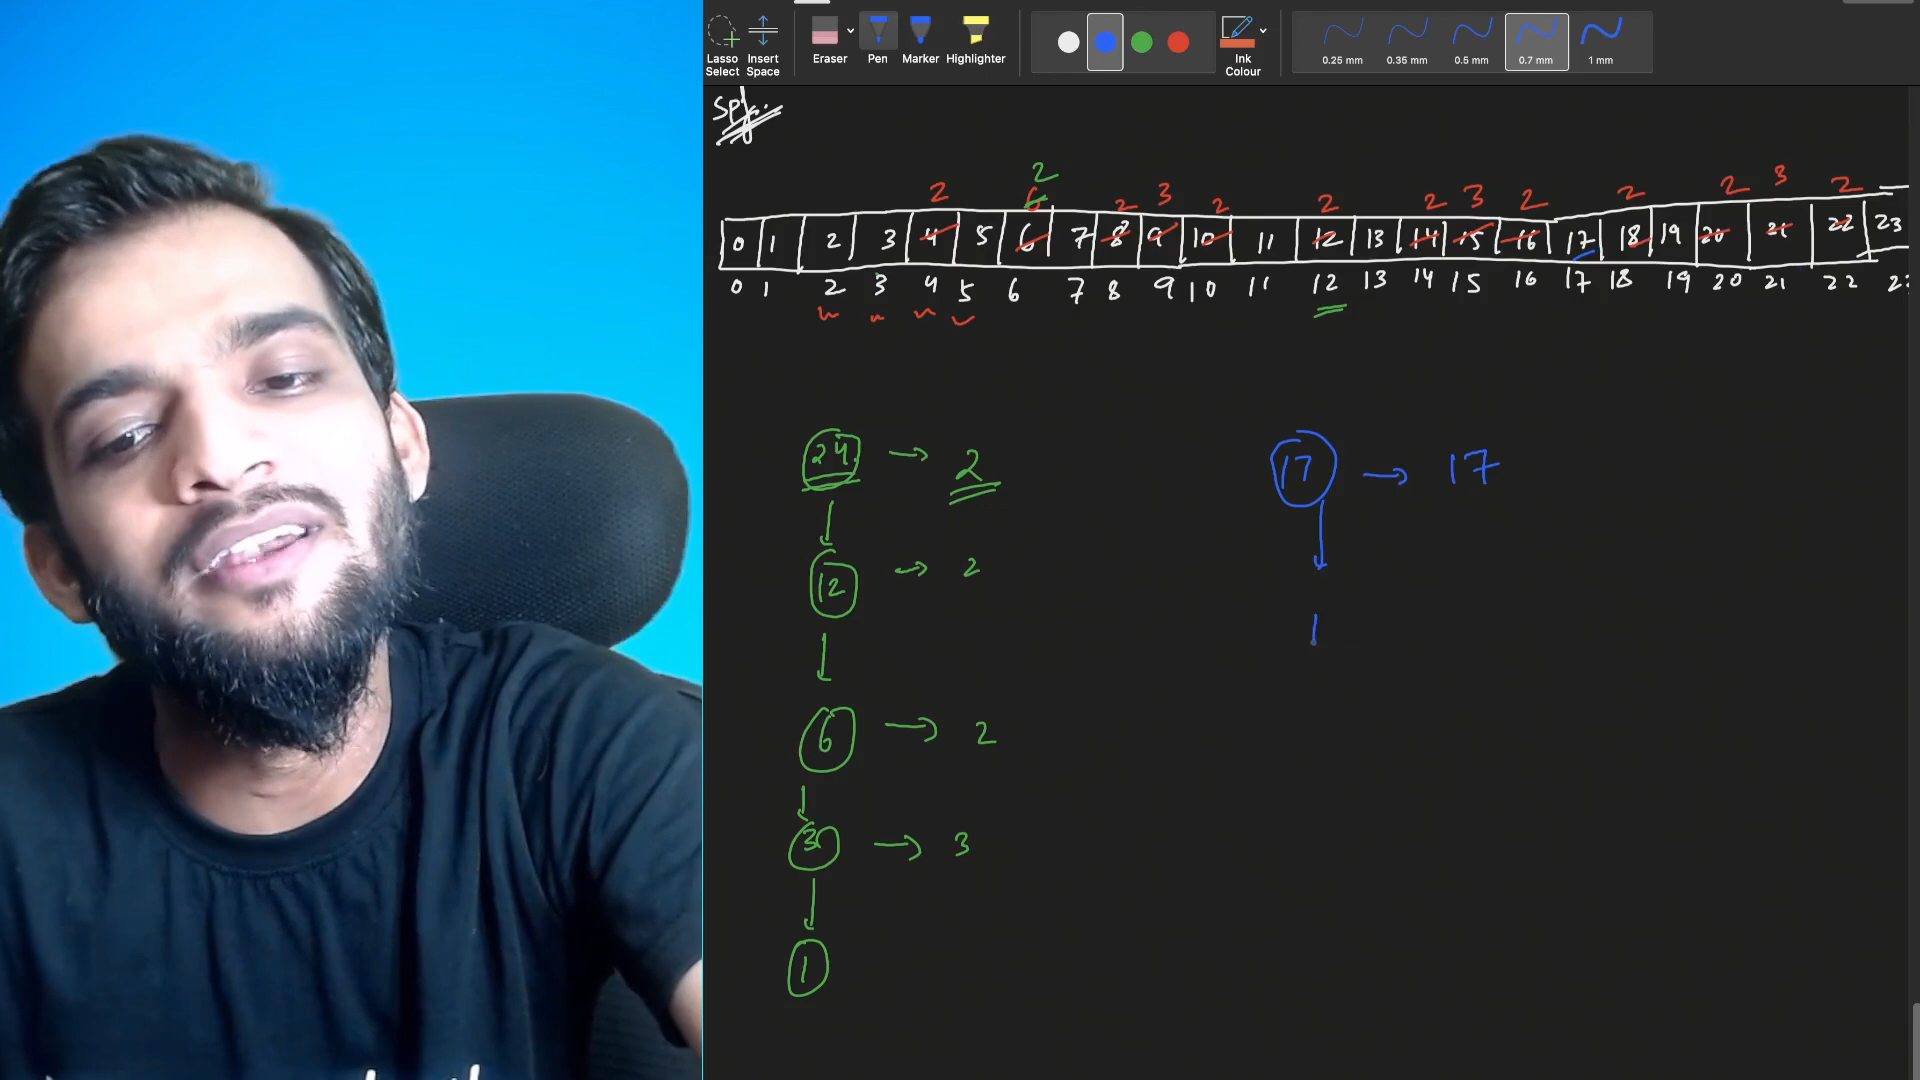 Lasso Select
Insert Space
Eraser
Pen
Marker
Highlighter
Ink Colour
0.25 mm
0.35 mm
0.5 mm
0.7 mm
1 mm
spf
2
2 6 2 3 2 2 2 3 2 2 2 3 2
0 1 2 3 4 5 6 7 8 9 10 11 12 13 14 15 16 17 18 19 20 21 22 23
0 1 2 3 4 5 6 7 8 9 10 11 12 13 14 15 16 17 18 19 20 21 22
24 → 2
17 → 17
12 → 2
1
6 → 2
3 → 3
1